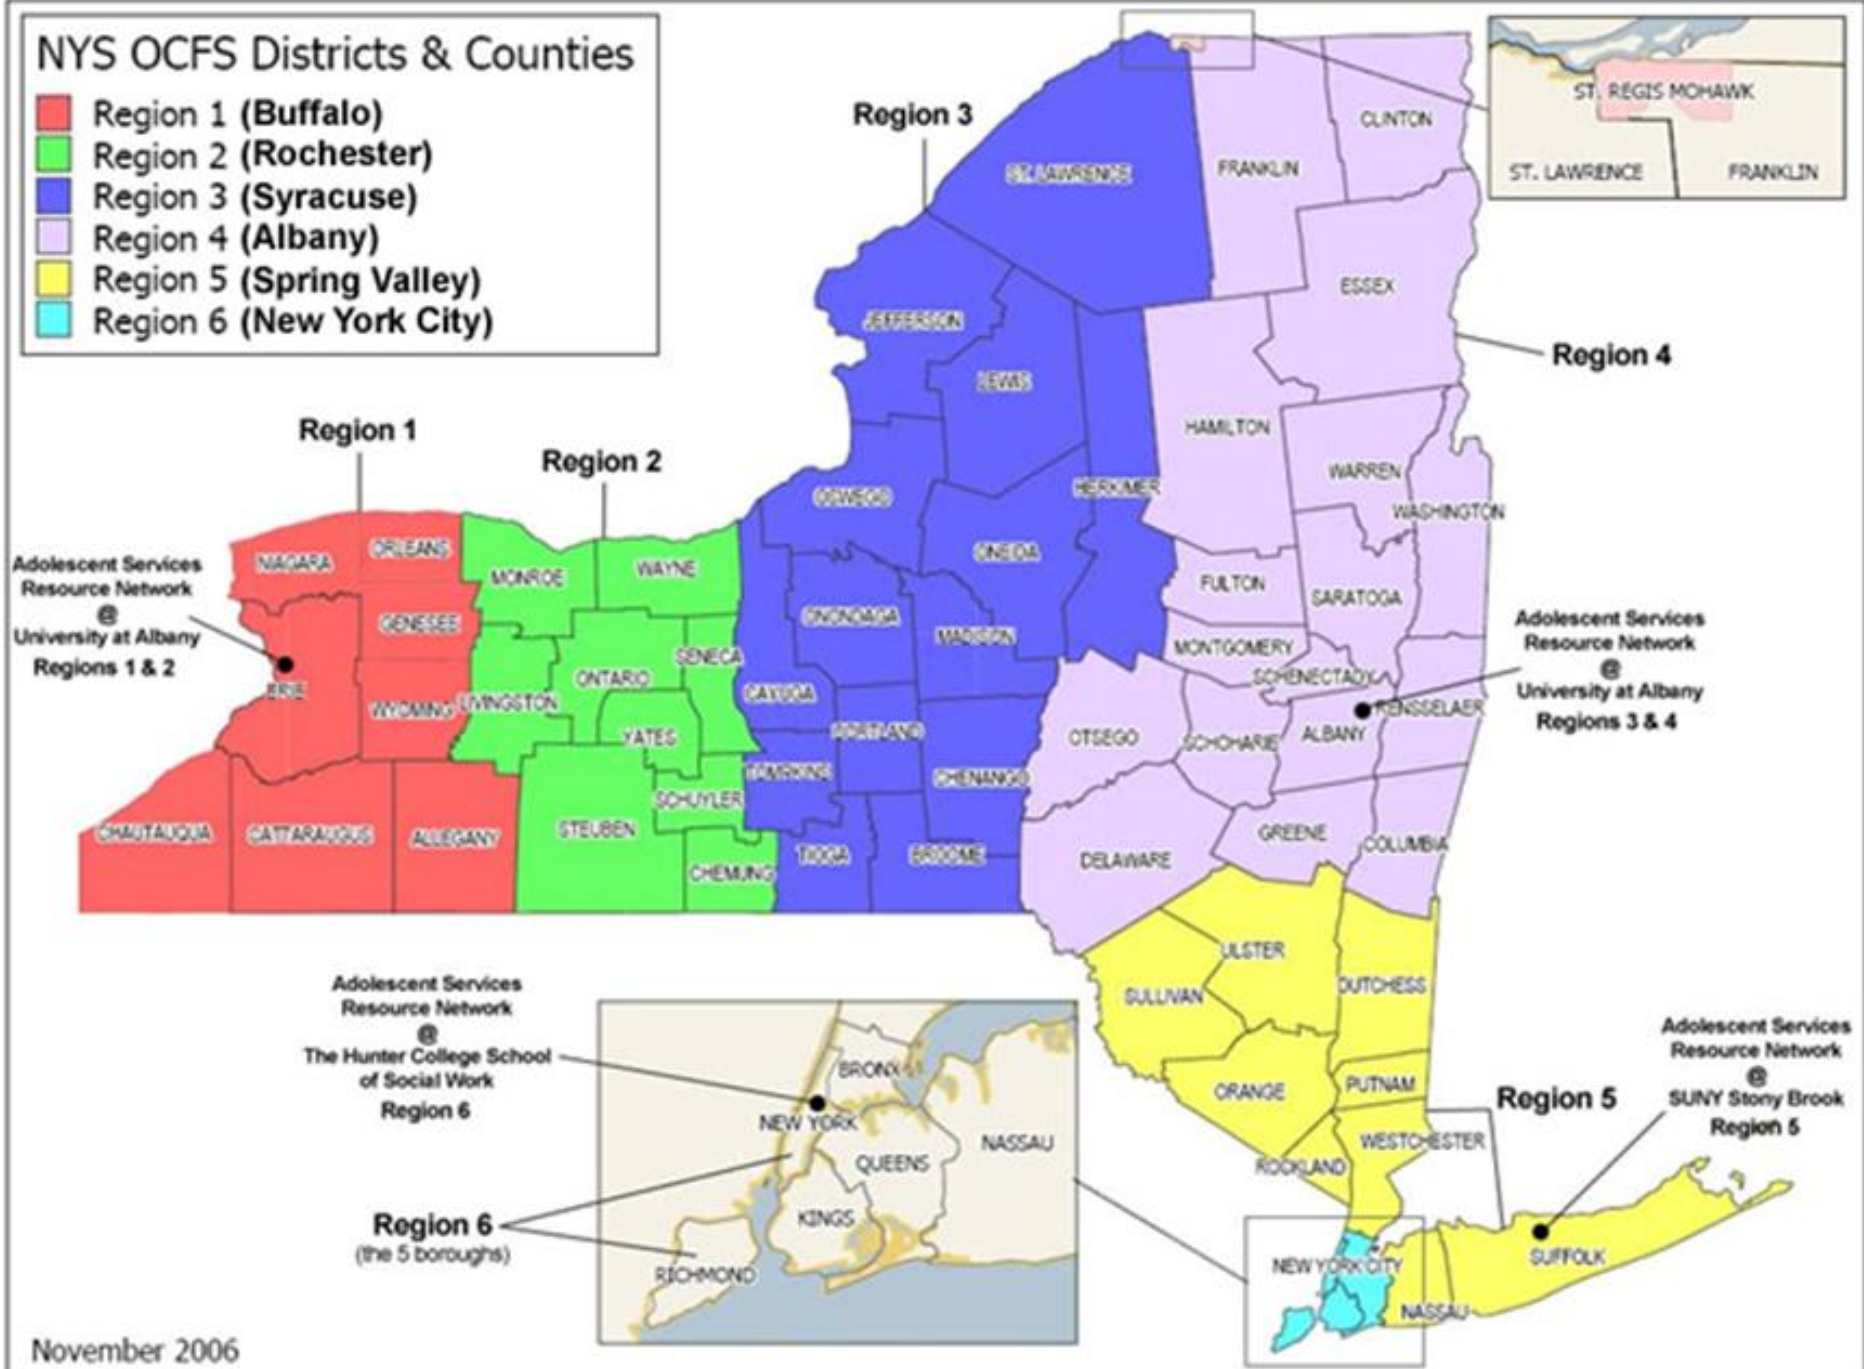 NYS OCFS Districts & Counties
Region 1 (Buffalo)
Region 2 (Rochester)
Region 3 (Syracuse)
Region 4 (Albany)
Region 5 (Spring Valley)
Region 6 (New York City)
Region 3
ST. REGIS MOHAWK
ST. LAWRENCE
FRANKLIN
CLINTON
FRANKLIN
ST. LAWRENCE
ESSEX
JEFFERSON
Region 4
LEWIS
HAMILTON
Region 1
Region 2
WARREN
HERKIMER
OSWEGO
WASHINGTON
ORLEANS
NIAGARA
ONEIDA
WAYNE
MONROE
FULTON
SARATOGA
Adolescent Services
Resource Network
@
University at Albany
Regions 1 & 2
GENESEE
ONONDAGA
MADISON
MONTGOMERY
Adolescent Services
Resource Network
@
University at Albany
Regions 3 & 4
SENECA
ONTARIO
SCHENECTADY
ERIE
CAYUGA
LIVINGSTON
WYOMING
RENSSELAER
CORTLAND
ALBANY
YATES
OTSEGO
SCHOHARIE
TOMPKINS
CHENANGO
SCHUYLER
CHAUTAUQUA
CATTARAUGUS
ALLEGANY
STEUBEN
GREENE
COLUMBIA
TIOGA
BROOME
DELAWARE
CHEMUNG
ULSTER
SULLIVAN
DUTCHESS
Adolescent Services
Resource Network
@
The Hunter College School
of Social Work
Region 6
BRONX
NEW YORK
NASSAU
QUEENS
KINGS
RICHMOND
Region 6
(the 5 boroughs)
ORANGE
PUTNAM
Region 5
Adolescent Services
Resource Network
@
SUNY Stony Brook
Region 5
WESTCHESTER
ROCKLAND
SUFFOLK
NEW YORK CITY
NASSAU
November 2006